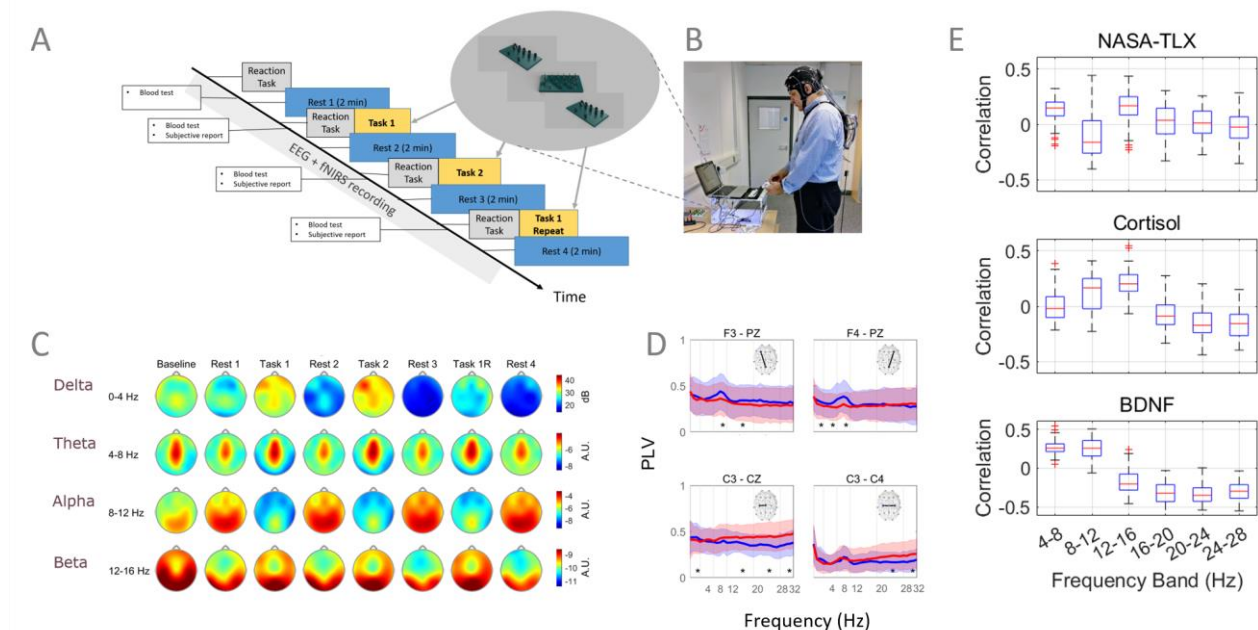 A
Reaction
Task
• Blood test
Rest 1 (2 min)
Reaction
Task
Task 1
• Blood test
• Subjective report
Rest 2 (2 min)
Reaction
Task
Task 2
• Blood test
• Subjective report
Rest 3 (2 min)
Reaction
Task
Task 1
Repeat
• Blood test
• Subjective report
Rest 4 (2 min)
EEG + fNIRS recording
Time
B
C
Baseline Rest 1 Task 1 Rest 2 Task 2 Rest 3 Task 1R Rest 4
Delta
0-4 Hz
40
30
20
dB
Theta
4-8 Hz
-6
-8
A.U.
Alpha
8-12 Hz
-4
-6
-8
A.U.
Beta
12-16 Hz
-9
-10
-11
A.U.
D
F3 - PZ
F4 - PZ
1
0.5
0
* *
* * *
PLV
C3 - CZ
C3 - C4
1
0.5
0
* * * *
* *
4 8 16 24 28 32
4 8 16 24 28 32
Frequency (Hz)
E
NASA-TLX
Correlation
0.5
0
-0.5
Cortisol
Correlation
0.5
0
-0.5
BDNF
Correlation
0.5
0
-0.5
4-8
8-12
12-16
16-20
20-24
24-28
Frequency Band (Hz)